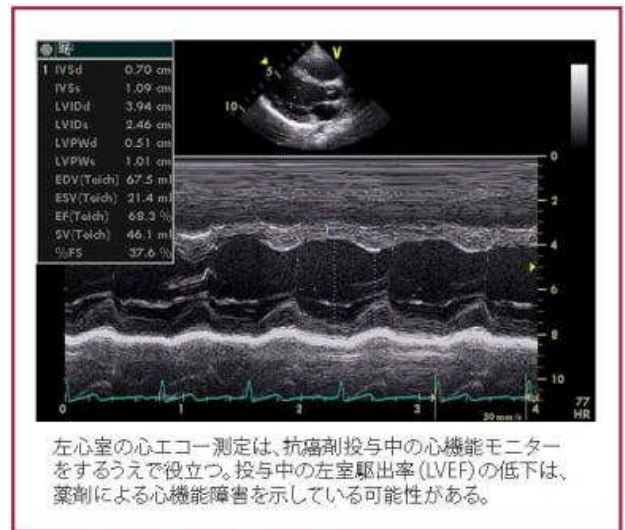 1 IVSd 0.70 cm
IVSs 1.09 cm
LVIDd 3.94 cm
LVIDs 2.46 cm
LVPWd 0.51 cm
LVPWs 1.01 cm
EDV(Teich) 67.5 ml
ESV(Teich) 21.4 ml
EF(Teich) 68.3 %
SV(Teich) 46.1 ml
%FS 37.6 %
V
5
10
0
2
4
6
8
10
0 1 2 3 4
30 mm/s
77
HR
左心室の心エコー測定は、抗癌剤投与中の心機能モニター
をするうえで役立つ。投与中の左室駆出率(LVEF)の低下は、
薬剤による心機能障害を示している可能性がある。